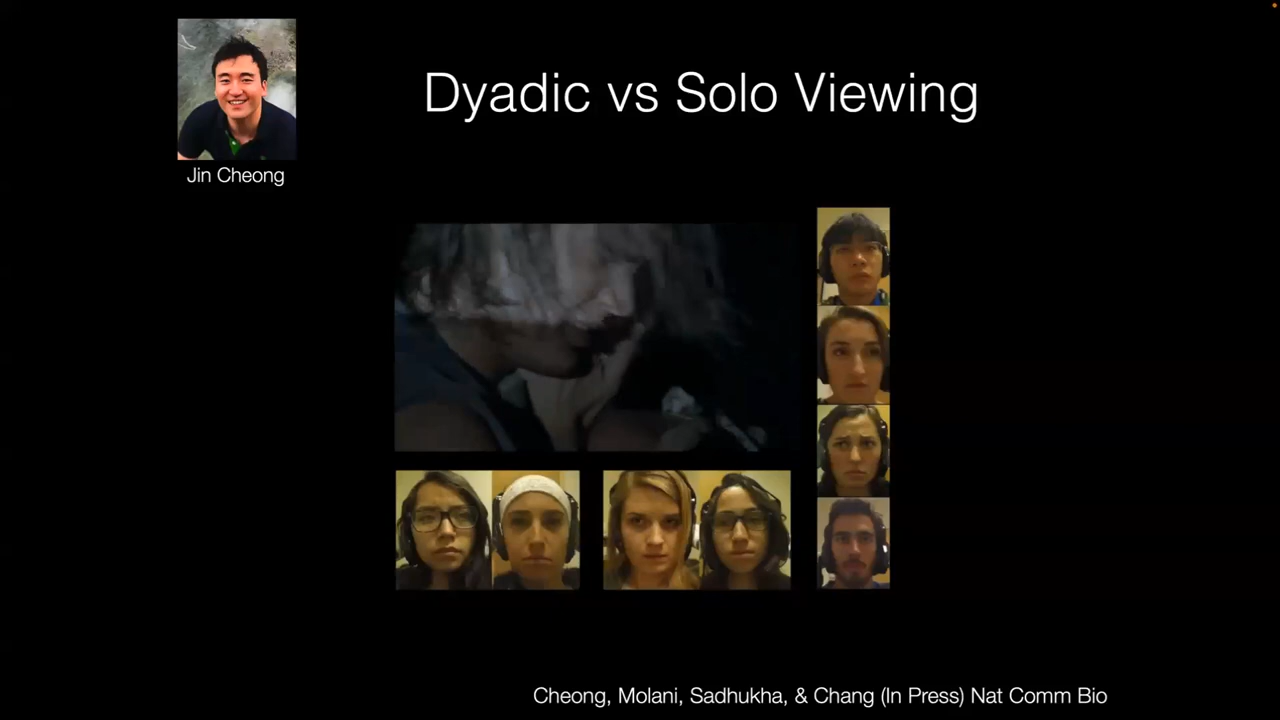 Dyadic vs Solo Viewing
Jin Cheong
Cheong, Molani, Sadhukha, & Chang (In Press) Nat Comm Bio